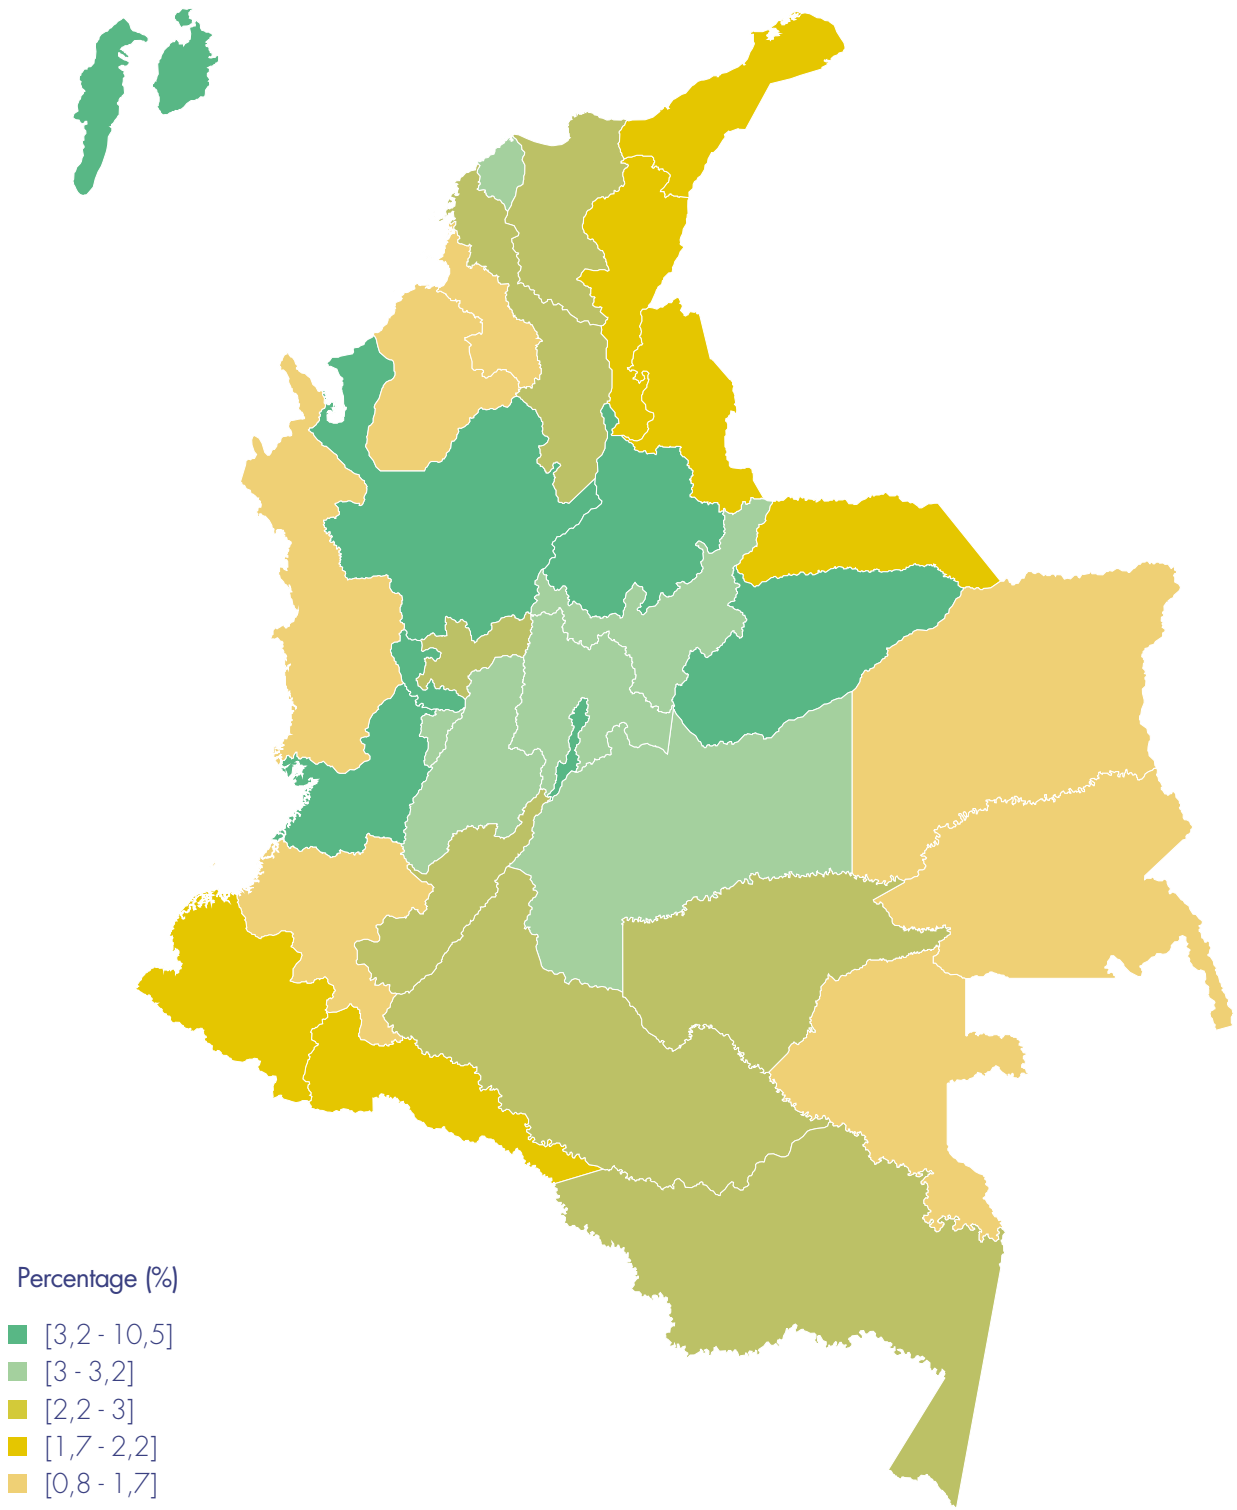 Percentage (%)
[3,2 - 10,5]
[3 - 3,2]
[2,2 - 3]
[1,7 - 2,2]
[0,8 - 1,7]